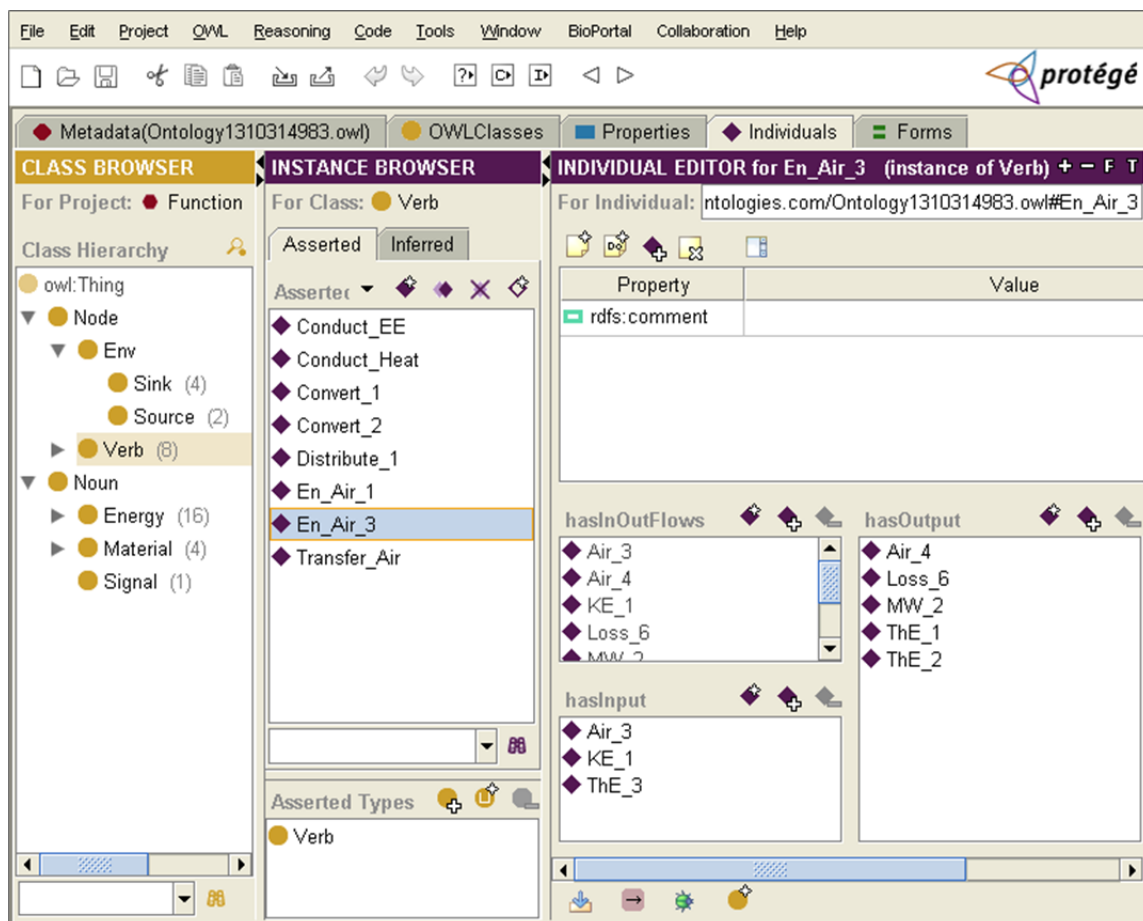 File Edit Project OWL Reasoning Code Tools Window BioPortal Collaboration Help
protégé
Metadata(Ontology1310314983.owl) OWLClasses Properties Individuals Forms
CLASS BROWSER
For Project: Function
Class Hierarchy
owl:Thing
Node
Env
Sink (4)
Source (2)
Verb (8)
Noun
Energy (16)
Material (4)
Signal (1)
INSTANCE BROWSER
For Class: Verb
Asserted Inferred
Asserted
Conduct_EE
Conduct_Heat
Convert_1
Convert_2
Distribute_1
En_Air_1
En_Air_3
Transfer_Air
Asserted Types
Verb
INDIVIDUAL EDITOR for En_Air_3 (instance of Verb) + − F T
For Individual: ntologies.com/Ontology1310314983.owl#En_Air_3
Property Value
rdfs:comment
hasInOutFlows
Air_3
Air_4
KE_1
Loss_6
MW_2
hasInput
Air_3
KE_1
ThE_3
hasOutput
Air_4
Loss_6
MW_2
ThE_1
ThE_2